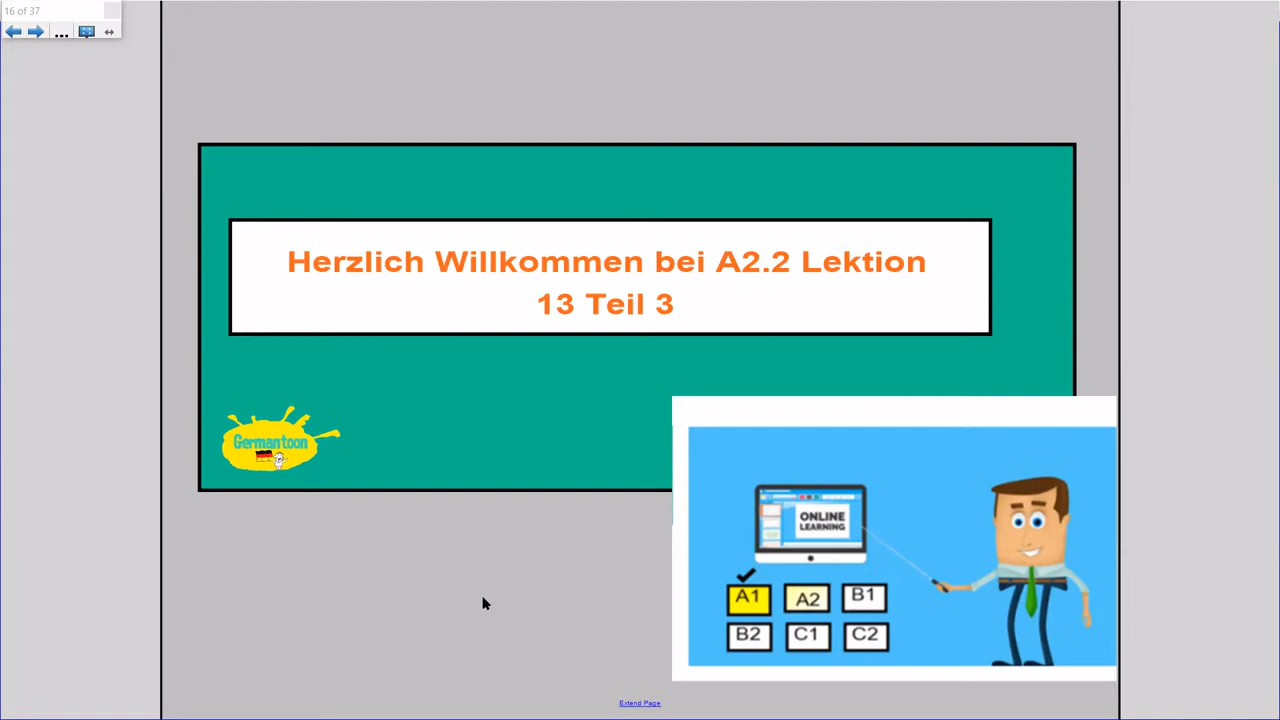 16 of 37
Herzlich Willkommen bei A2.2 Lektion
13 Teil 3
Germantoon
ONLINE
LEARNING
A1 A2 B1
B2 C1 C2
Extend Page